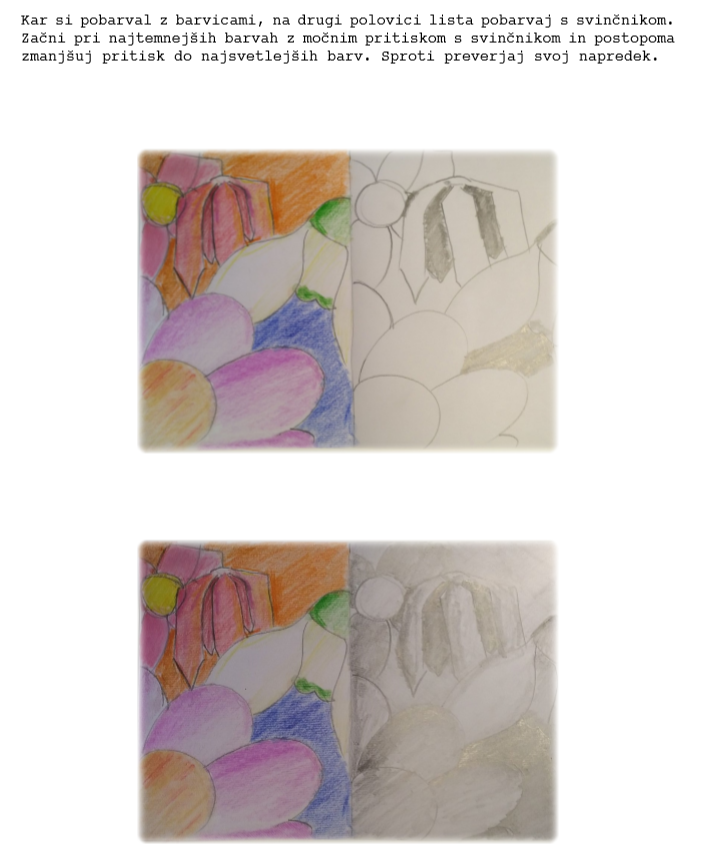 Kar si pobarval z barvicami, na drugi polovici lista pobarvaj s svinčnikom.
Začni pri najtemnejših barvah z močnim pritiskom s svinčnikom in postopoma
zmanjšuj pritisk do najsvetlejših barv. Sproti preverjaj svoj napredek.